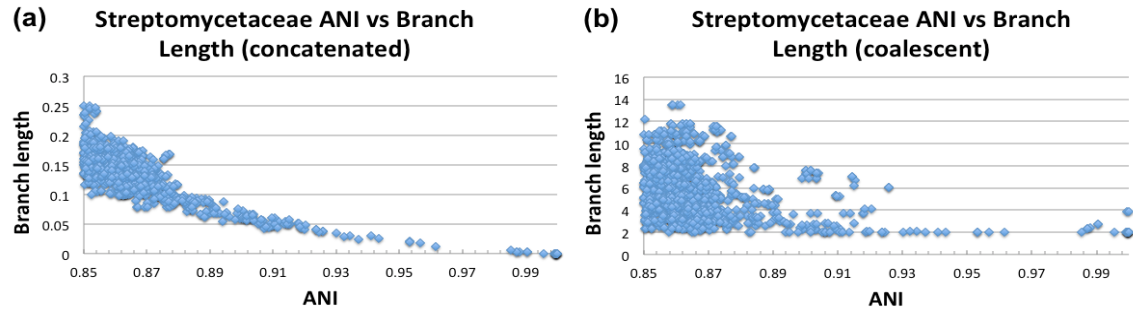 (a)
Streptomycetaceae ANI vs Branch
Length (concatenated)
Branch length
0.3
0.25
0.2
0.15
0.1
0.05
0
0.85 0.87 0.89 0.91 0.93 0.95 0.97 0.99
ANI
(b)
Streptomycetaceae ANI vs Branch
Length (coalescent)
Branch length
16
14
12
10
8
6
4
2
0
0.85 0.87 0.89 0.91 0.93 0.95 0.97 0.99
ANI